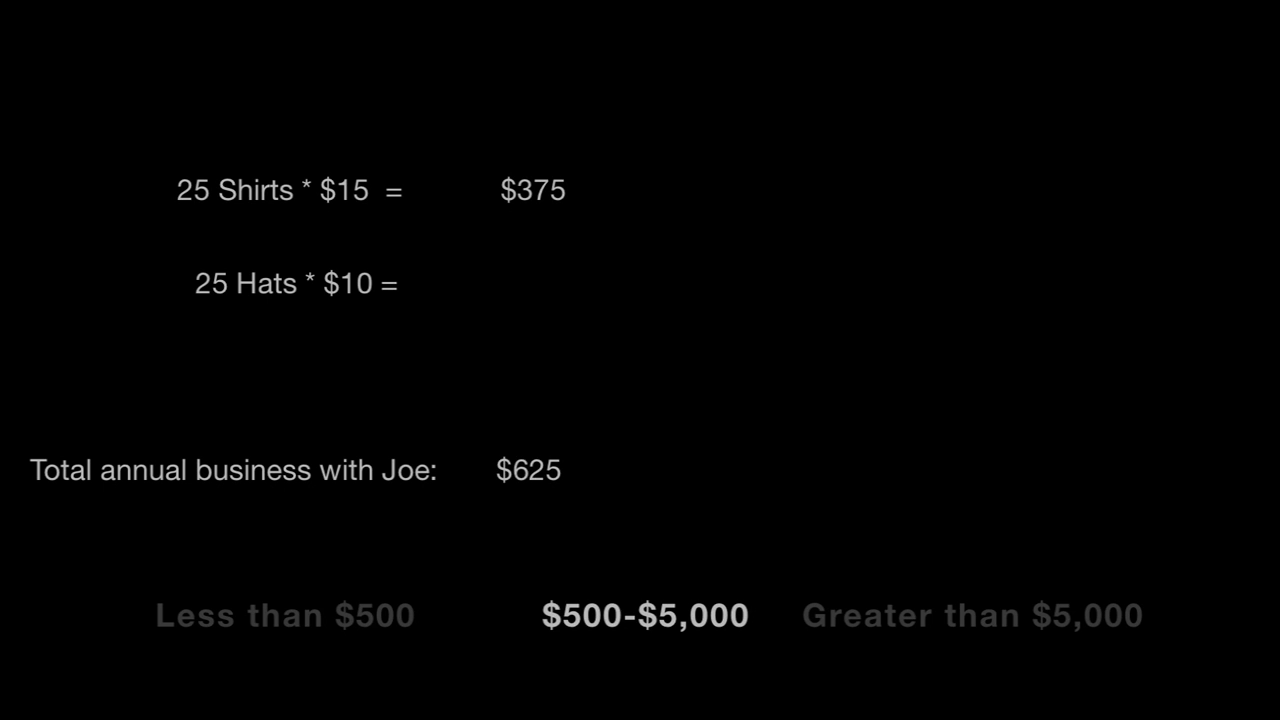 25 Shirts * $15 = $375
25 Hats * $10 =
Total annual business with Joe: $625
Less than $500 $500-$5,000 Greater than $5,000